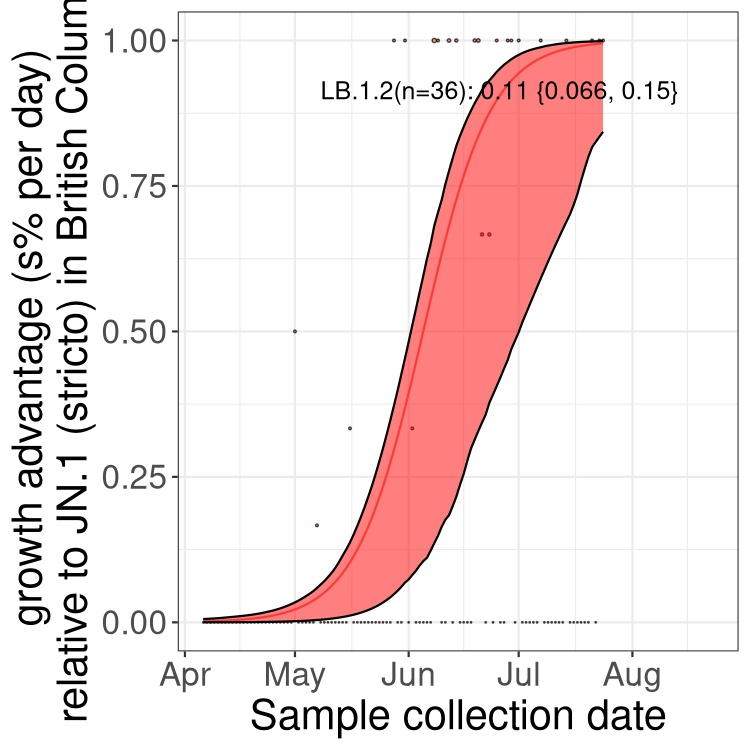 growth advantage (s% per day)
relative to JN.1 (stricto) in British Colum
1.00
0.75
0.50
0.25
0.00
LB.1.2(n=36): 0.11 {0.066, 0.15}
Apr May Jun Jul Aug
Sample collection date